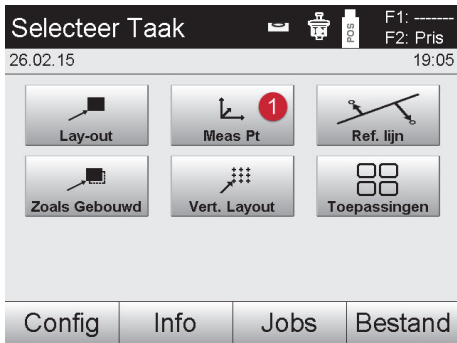 Selecteer Taak
POS
F1: -------
F2: Pris
26.02.15 19:05
Lay-out
Meas Pt
1
Ref. lijn
Zoals Gebouwd
Vert. Layout
Toepassingen
Config Info Jobs Bestand